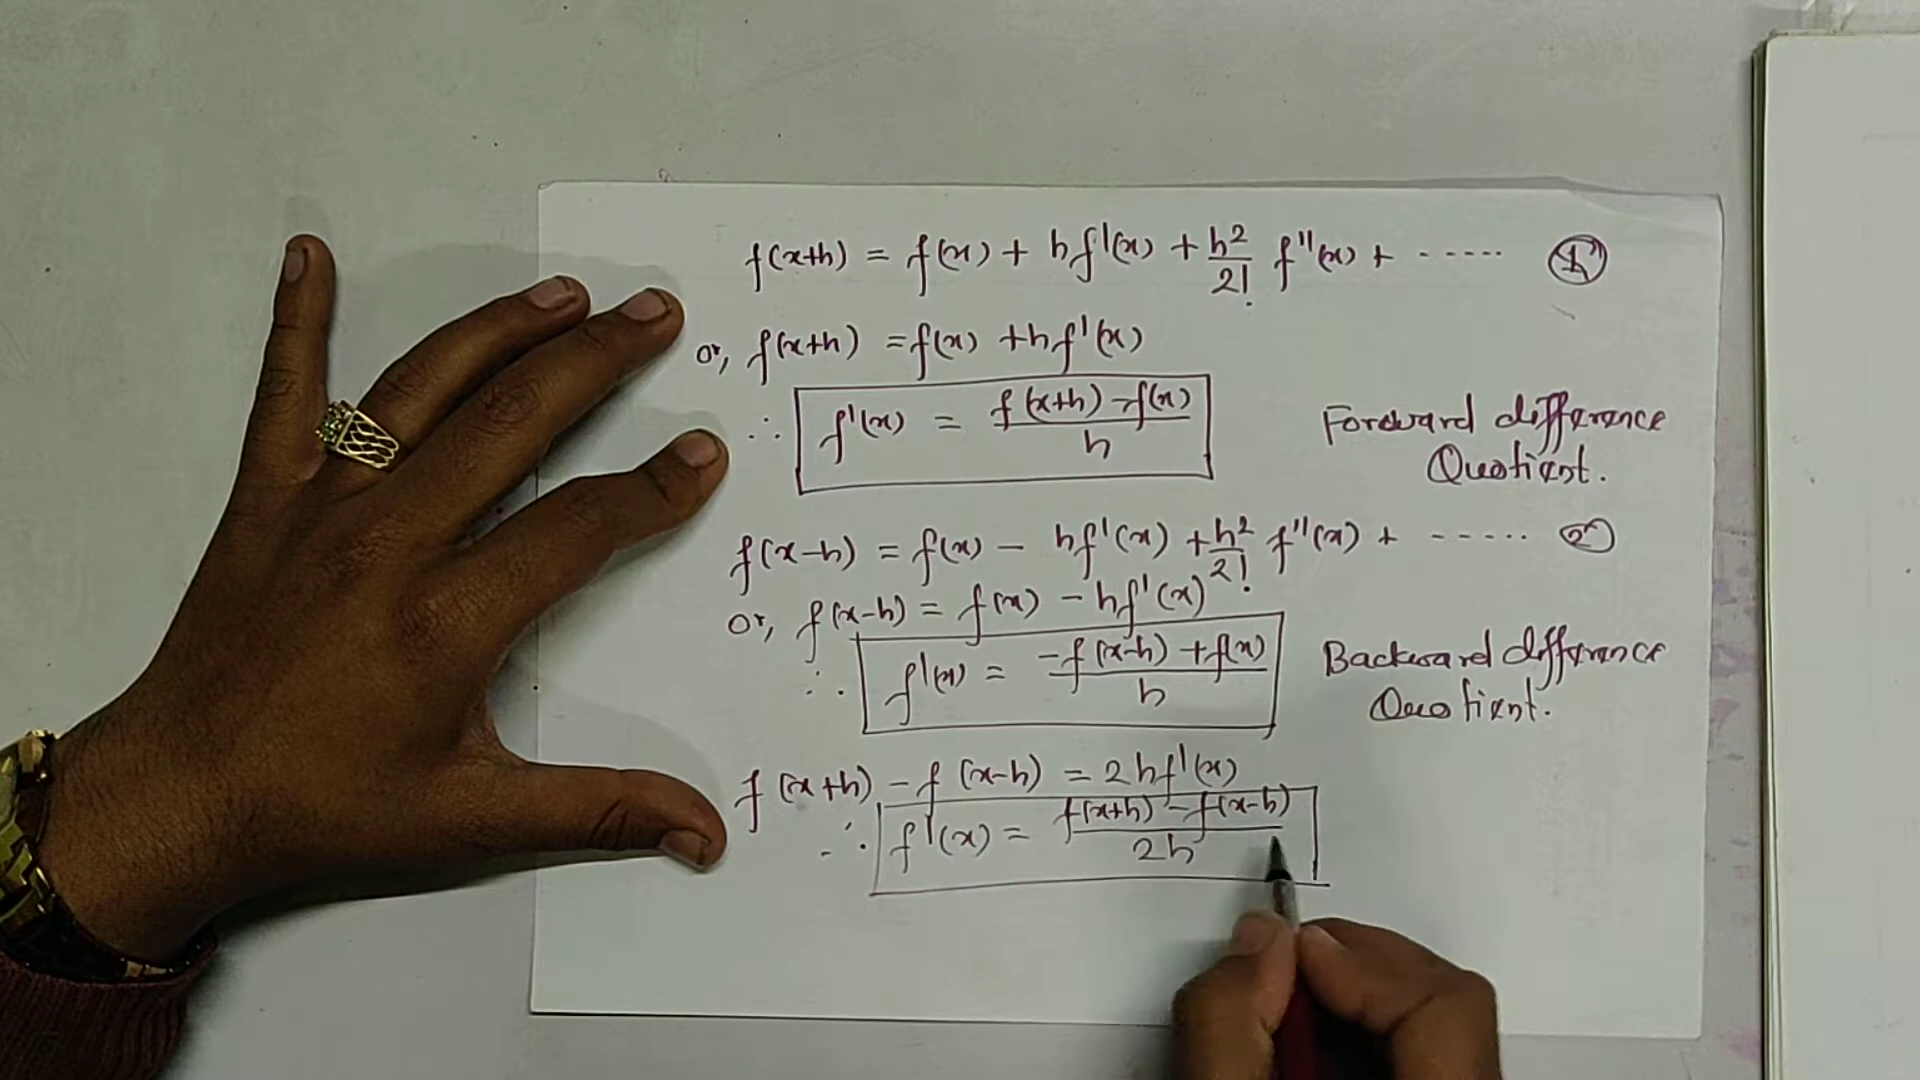 f(x+h) = f(x) + hf'(x) + h²/2! f''(x) + ----- ①
or, f(x+h) = f(x) + hf'(x)
∴ f'(x) = f(x+h) - f(x) / h
Forward difference
Quotient.
f(x-h) = f(x) - hf'(x) + h²/2! f''(x) + ----- ②
or, f(x-h) = f(x) - hf'(x)
∴ f'(x) = -f(x-h) + f(x) / h
Backward difference
Quotient.
f(x+h) - f(x-h) = 2hf'(x)
∴ f'(x) = f(x+h) - f(x-h) / 2h